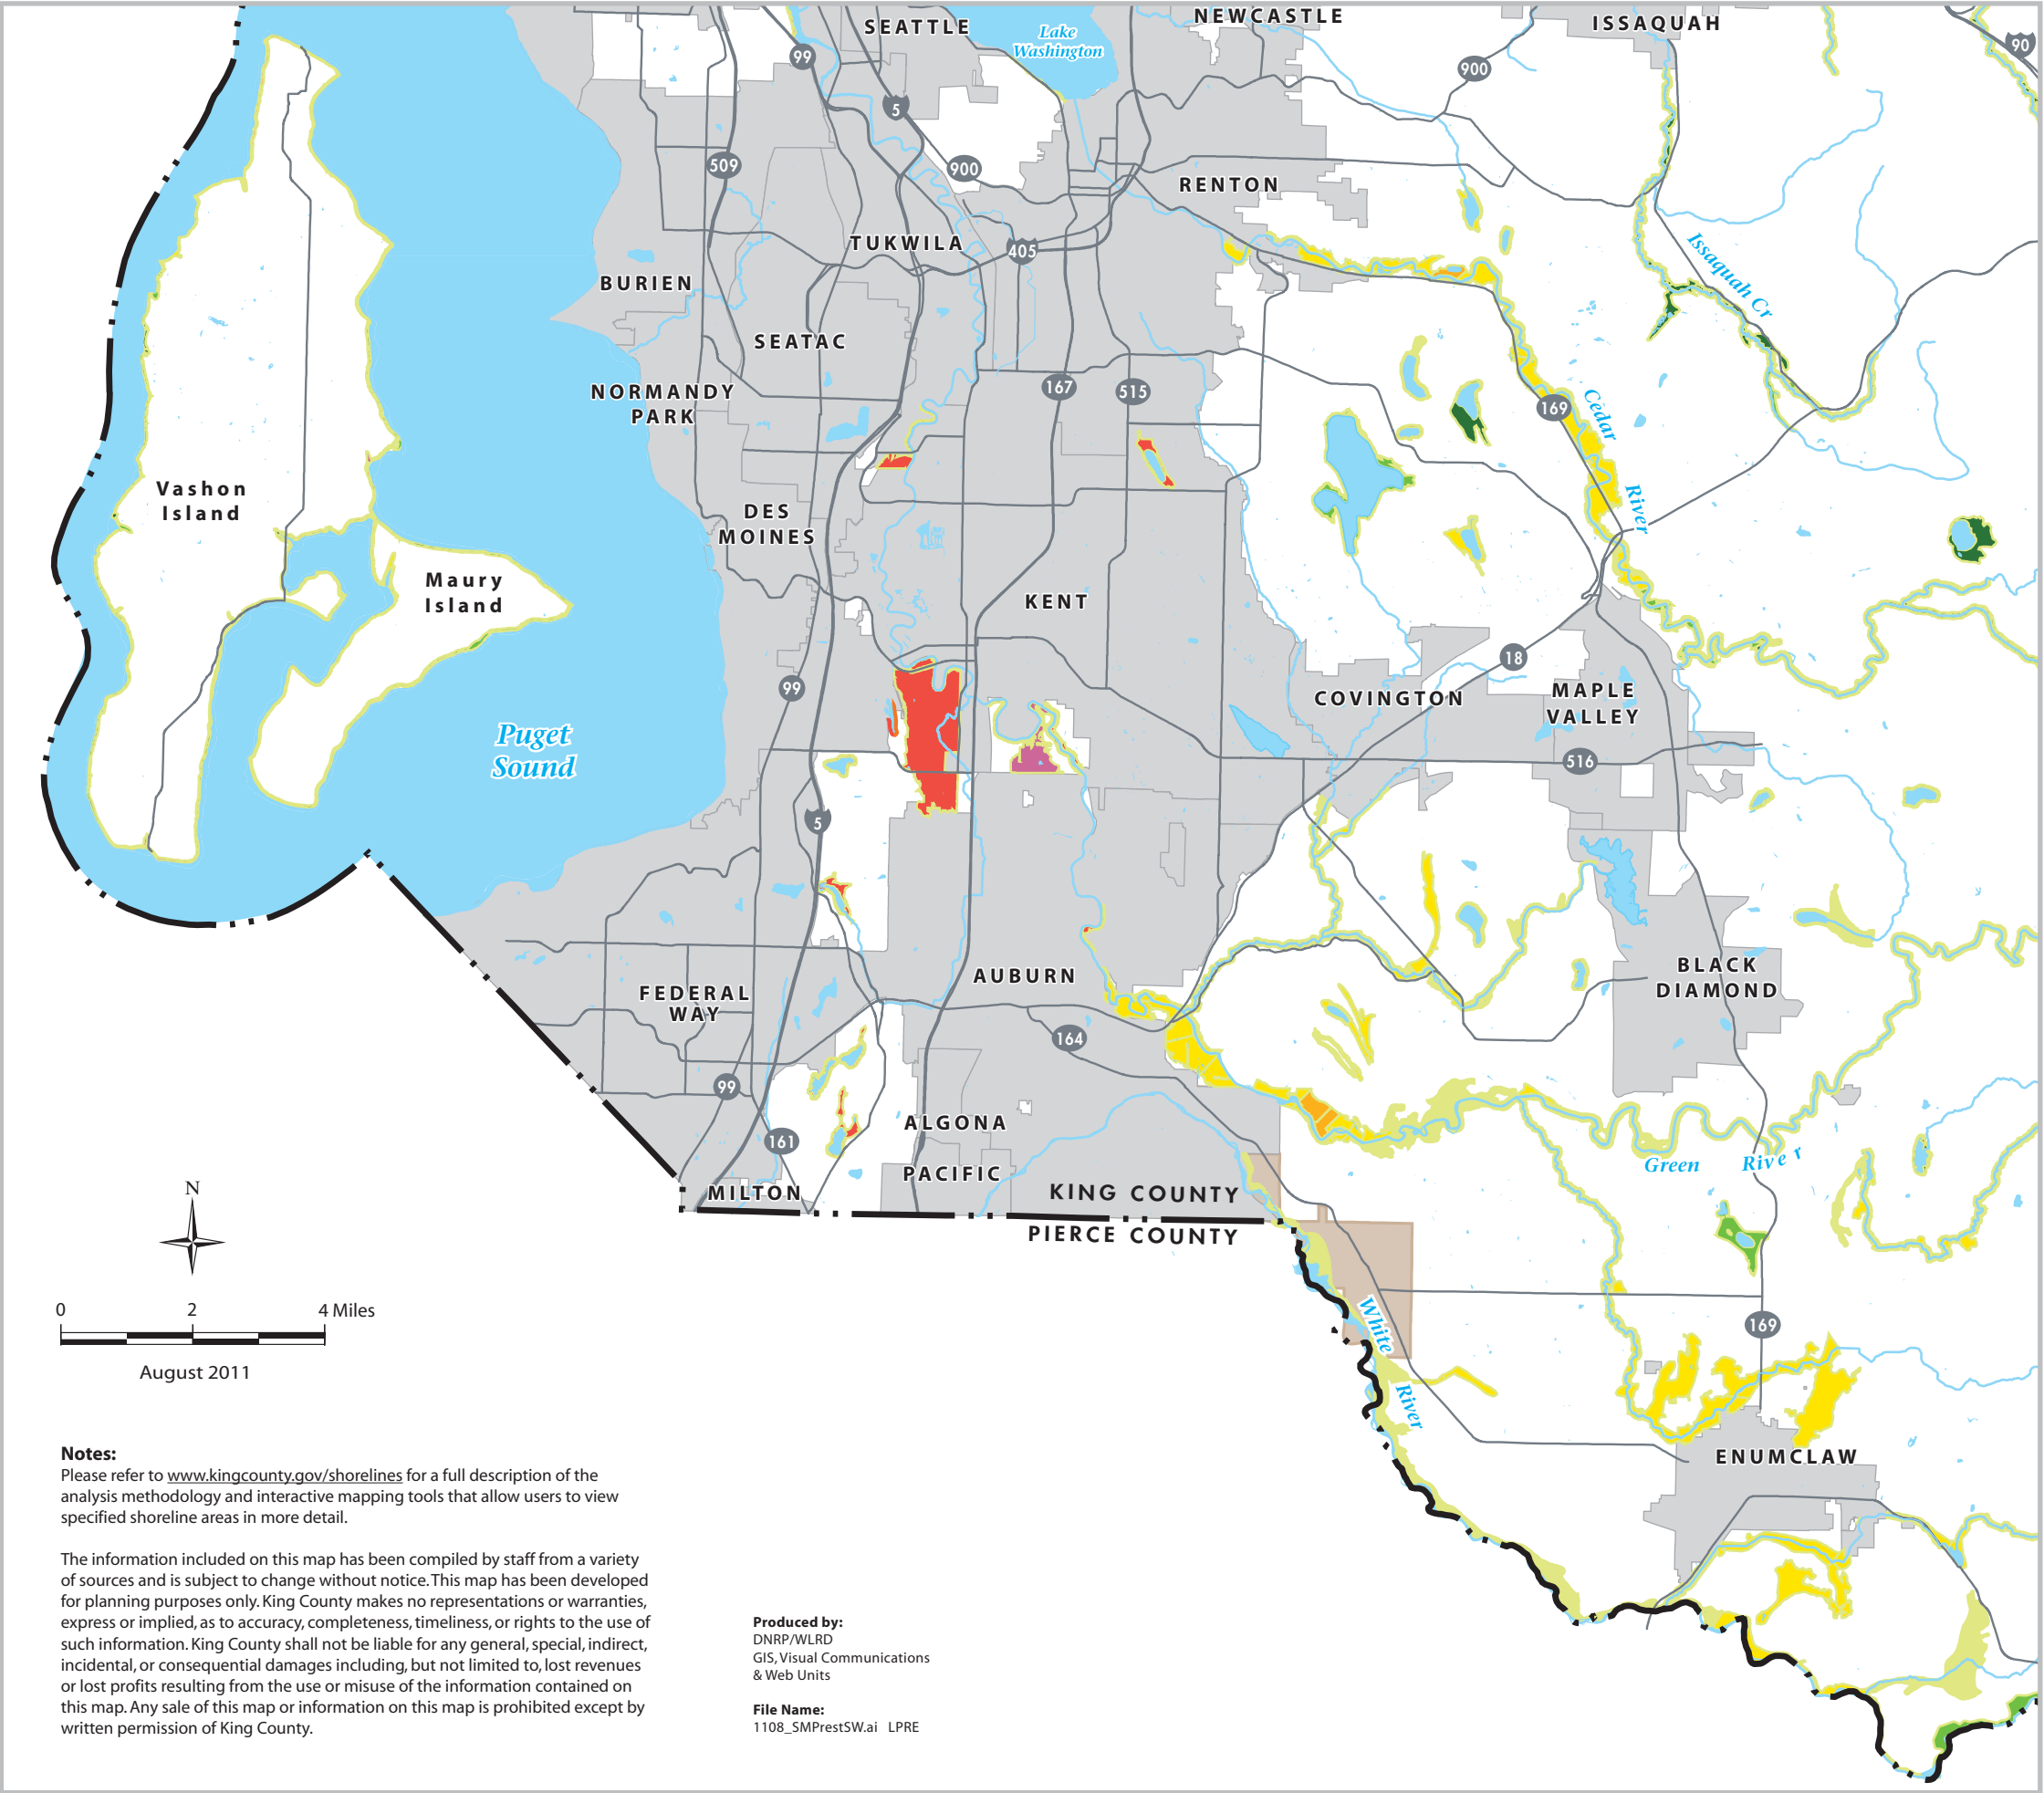 SEATTLE
Lake
Washington
NEWCASTLE
ISSAQUAH
90
99
900
5
509
900
RENTON
TUKWILA
405
BURIEN
Issaquah Cr
SEATAC
NORMANDY
PARK
167
515
169
Cedar
River
Vashon
Island
DES
MOINES
Maury
Island
KENT
18
99
COVINGTON
MAPLE
VALLEY
Puget
Sound
516
5
AUBURN
BLACK
DIAMOND
FEDERAL
WAY
164
99
ALGONA
161
Green River
PACIFIC
MILTON
KING COUNTY
PIERCE COUNTY
N
0 2 4 Miles
August 2011
White
River
169
ENUMCLAW
Notes:
Please refer to www.kingcounty.gov/shorelines for a full description of the
analysis methodology and interactive mapping tools that allow users to view
specified shoreline areas in more detail.
The information included on this map has been compiled by staff from a variety
of sources and is subject to change without notice. This map has been developed
for planning purposes only. King County makes no representations or warranties,
express or implied, as to accuracy, completeness, timeliness, or rights to the use of
such information. King County shall not be liable for any general, special, indirect,
incidental, or consequential damages including, but not limited to, lost revenues
or lost profits resulting from the use or misuse of the information contained on
this map. Any sale of this map or information on this map is prohibited except by
written permission of King County.
Produced by:
DNRP/WLRD
GIS, Visual Communications
& Web Units
File Name:
1108_SMPrestSW.ai LPRE